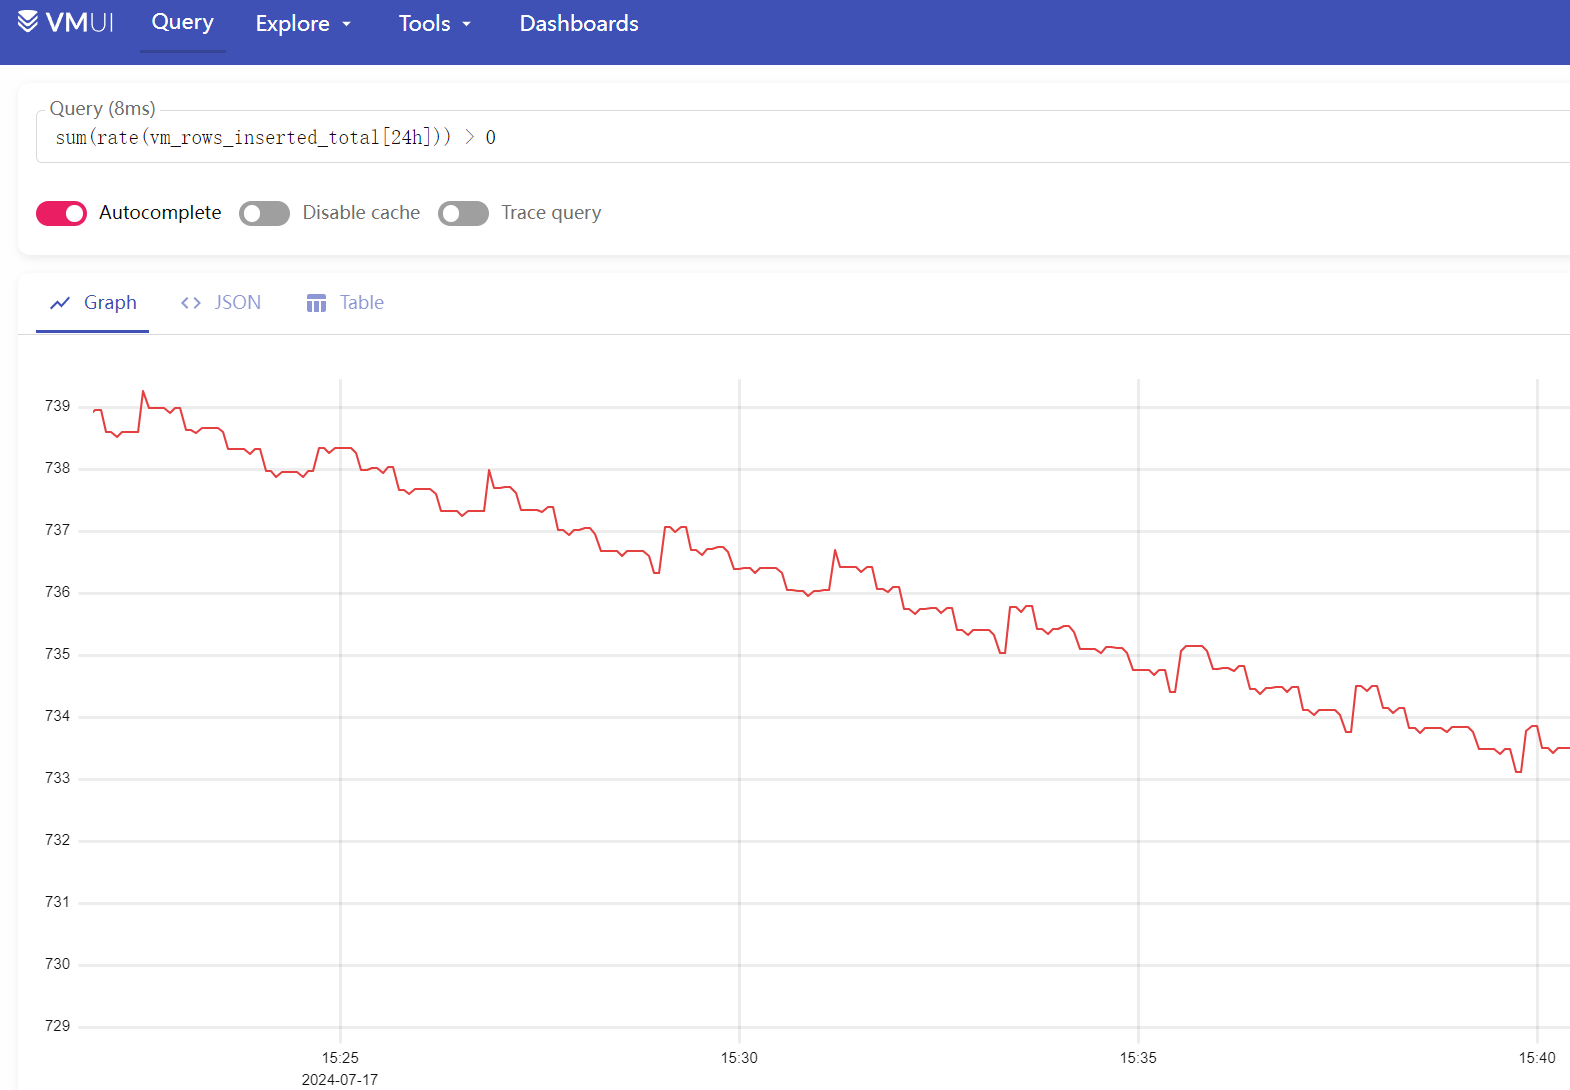 VMUI Query Explore Tools Dashboards
Query (8ms)
sum(rate(vm_rows_inserted_total[24h])) > 0
Autocomplete Disable cache Trace query
Graph JSON Table
739
738
737
736
735
734
733
732
731
730
729
15:25 15:30 15:35 15:40
2024-07-17